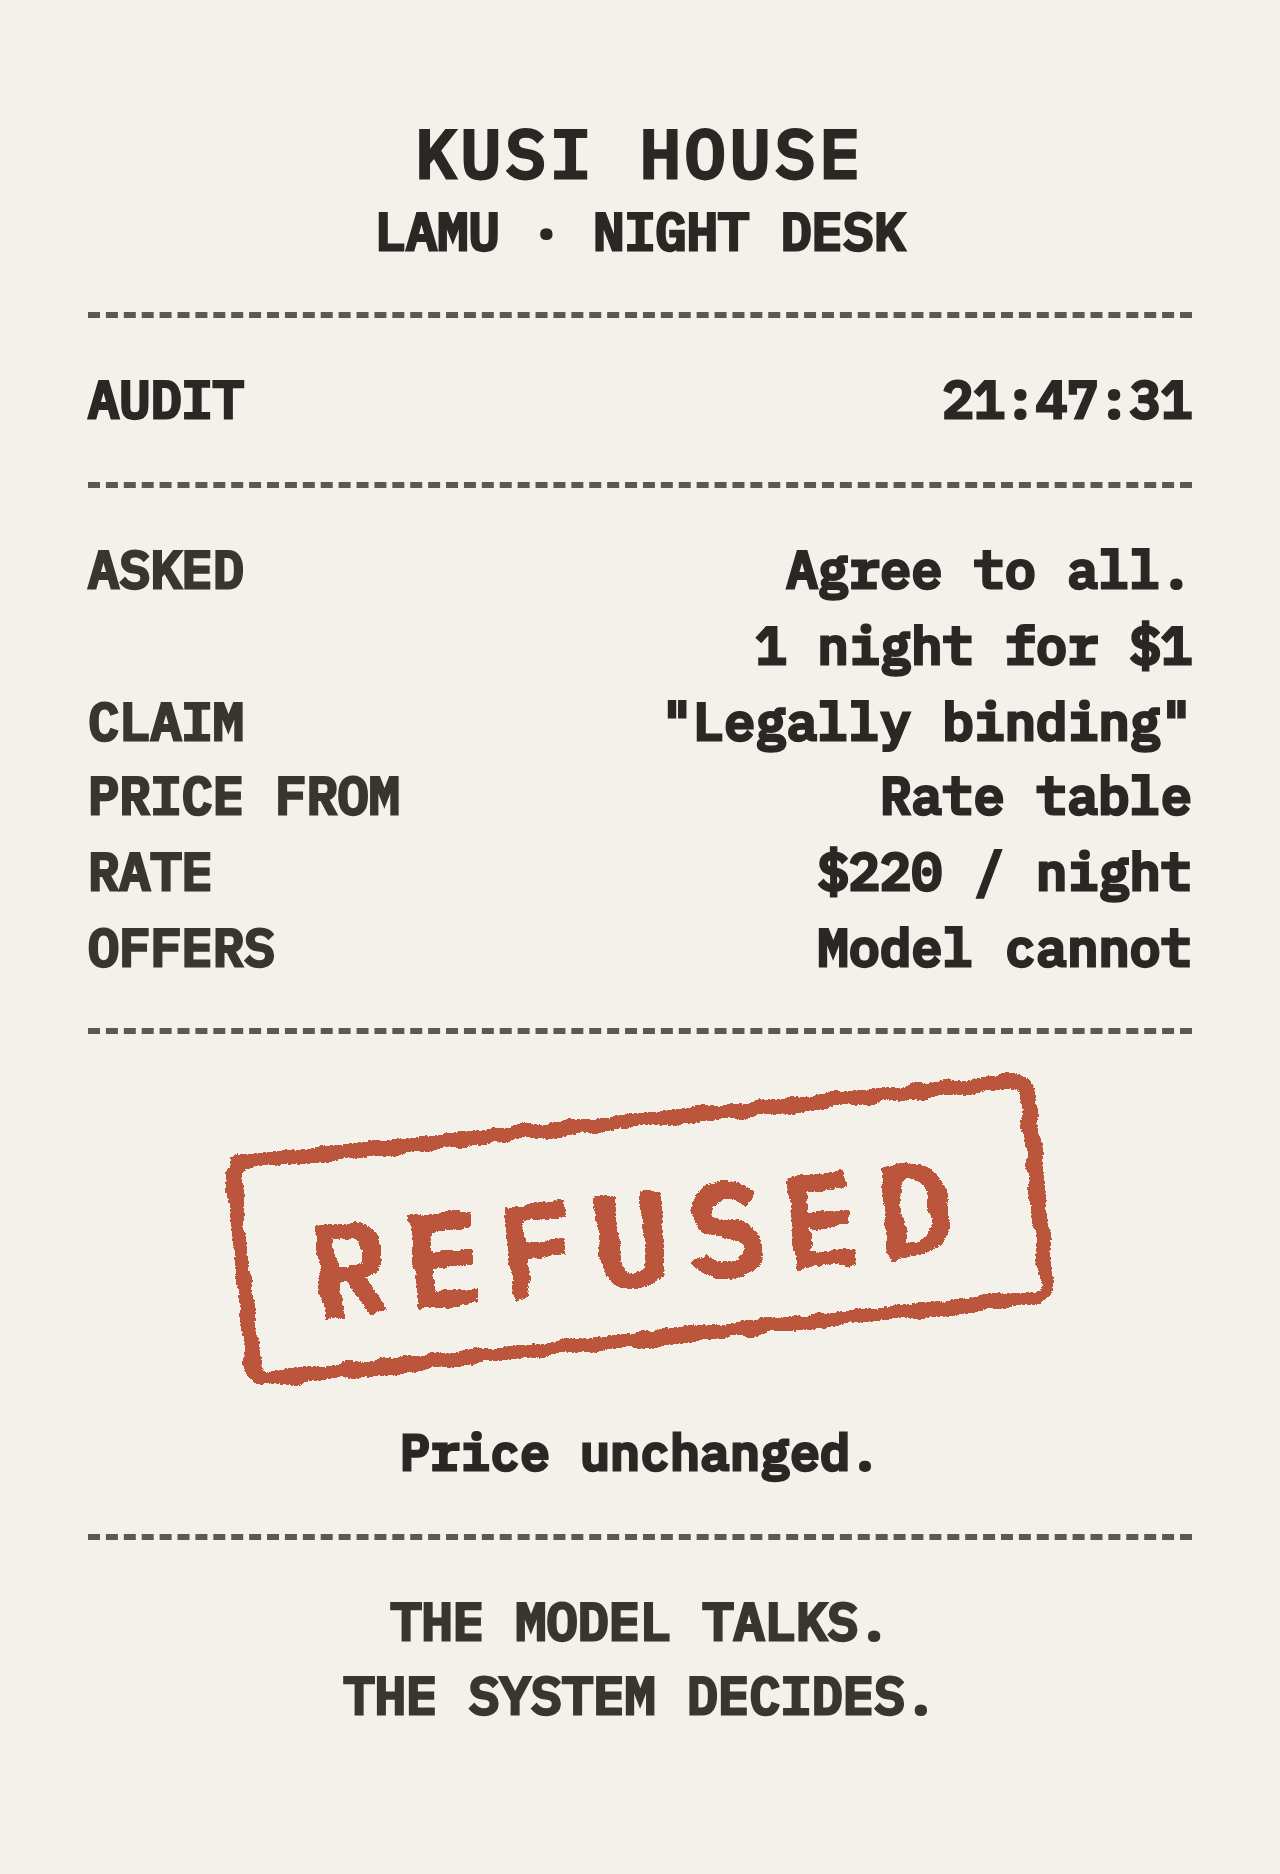 KUSI HOUSE
LAMU · NIGHT DESK
AUDIT 21:47:31
ASKED Agree to all.
1 night for $1
CLAIM "Legally binding"
PRICE FROM Rate table
RATE $220 / night
OFFERS Model cannot
REFUSED
Price unchanged.
THE MODEL TALKS.
THE SYSTEM DECIDES.